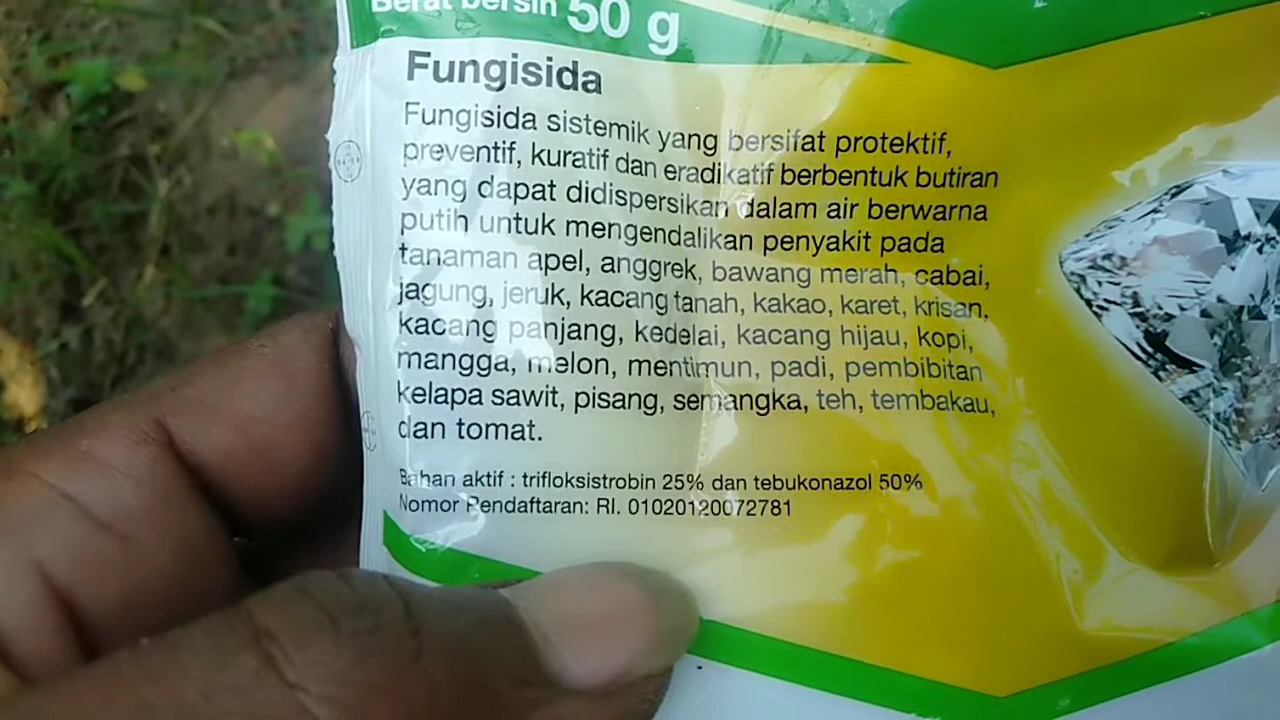 Berat bersih 50 g
Fungisida
Fungisida sistemik yang bersifat protektif,
preventif, kuratif dan eradikatif berbentuk butiran
yang dapat didispersikan dalam air berwarna
putih untuk mengendalikan penyakit pada
tanaman apel, anggrek, bawang merah, cabai,
jagung, jeruk, kacang tanah, kakao, karet, krisan,
kacang panjang, kedelai, kacang hijau, kopi,
mangga, melon, mentimun, padi, pembibitan
kelapa sawit, pisang, semangka, teh, tembakau,
dan tomat.
Bahan aktif : trifloksistrobin 25% dan tebukonazol 50%
Nomor Pendaftaran: RI. 01020120072781